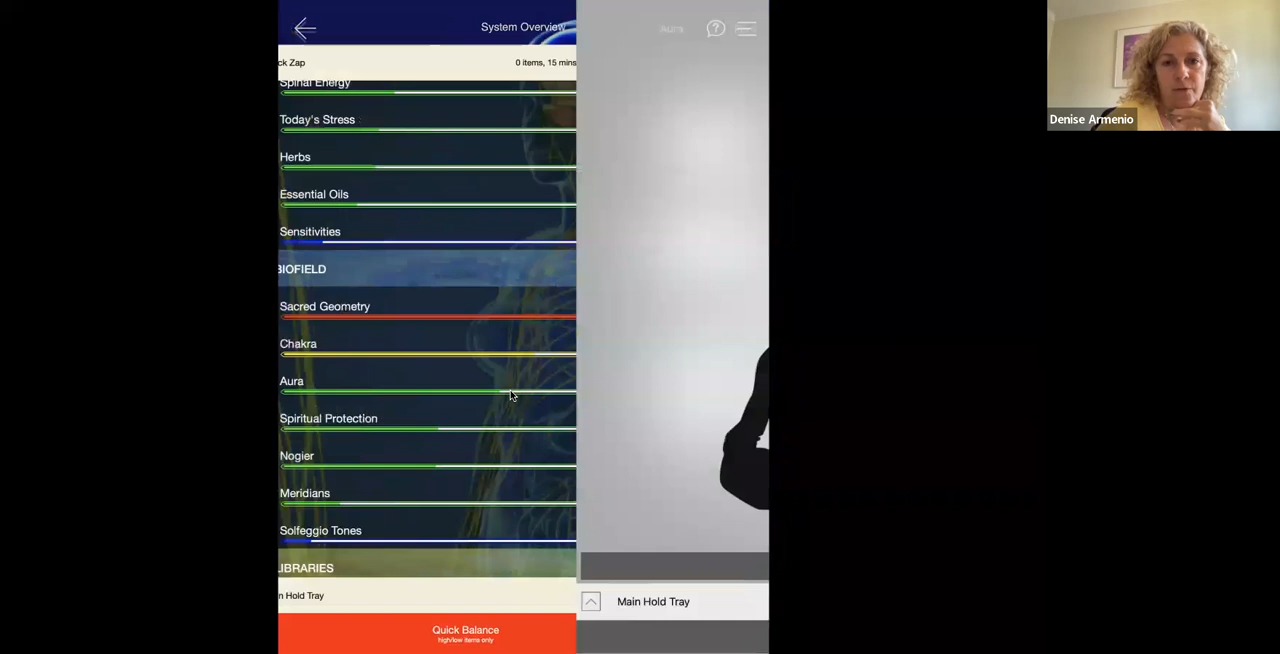 System Overview
Aura
ck Zap
0 items, 15 mins
Spinal Energy
Today's Stress
Herbs
Essential Oils
Sensitivities
BIOFIELD
Sacred Geometry
Chakra
Aura
Spiritual Protection
Nogier
Meridians
Solfeggio Tones
LIBRARIES
n Hold Tray
Main Hold Tray
Quick Balance
high/low items only
Denise Armenio